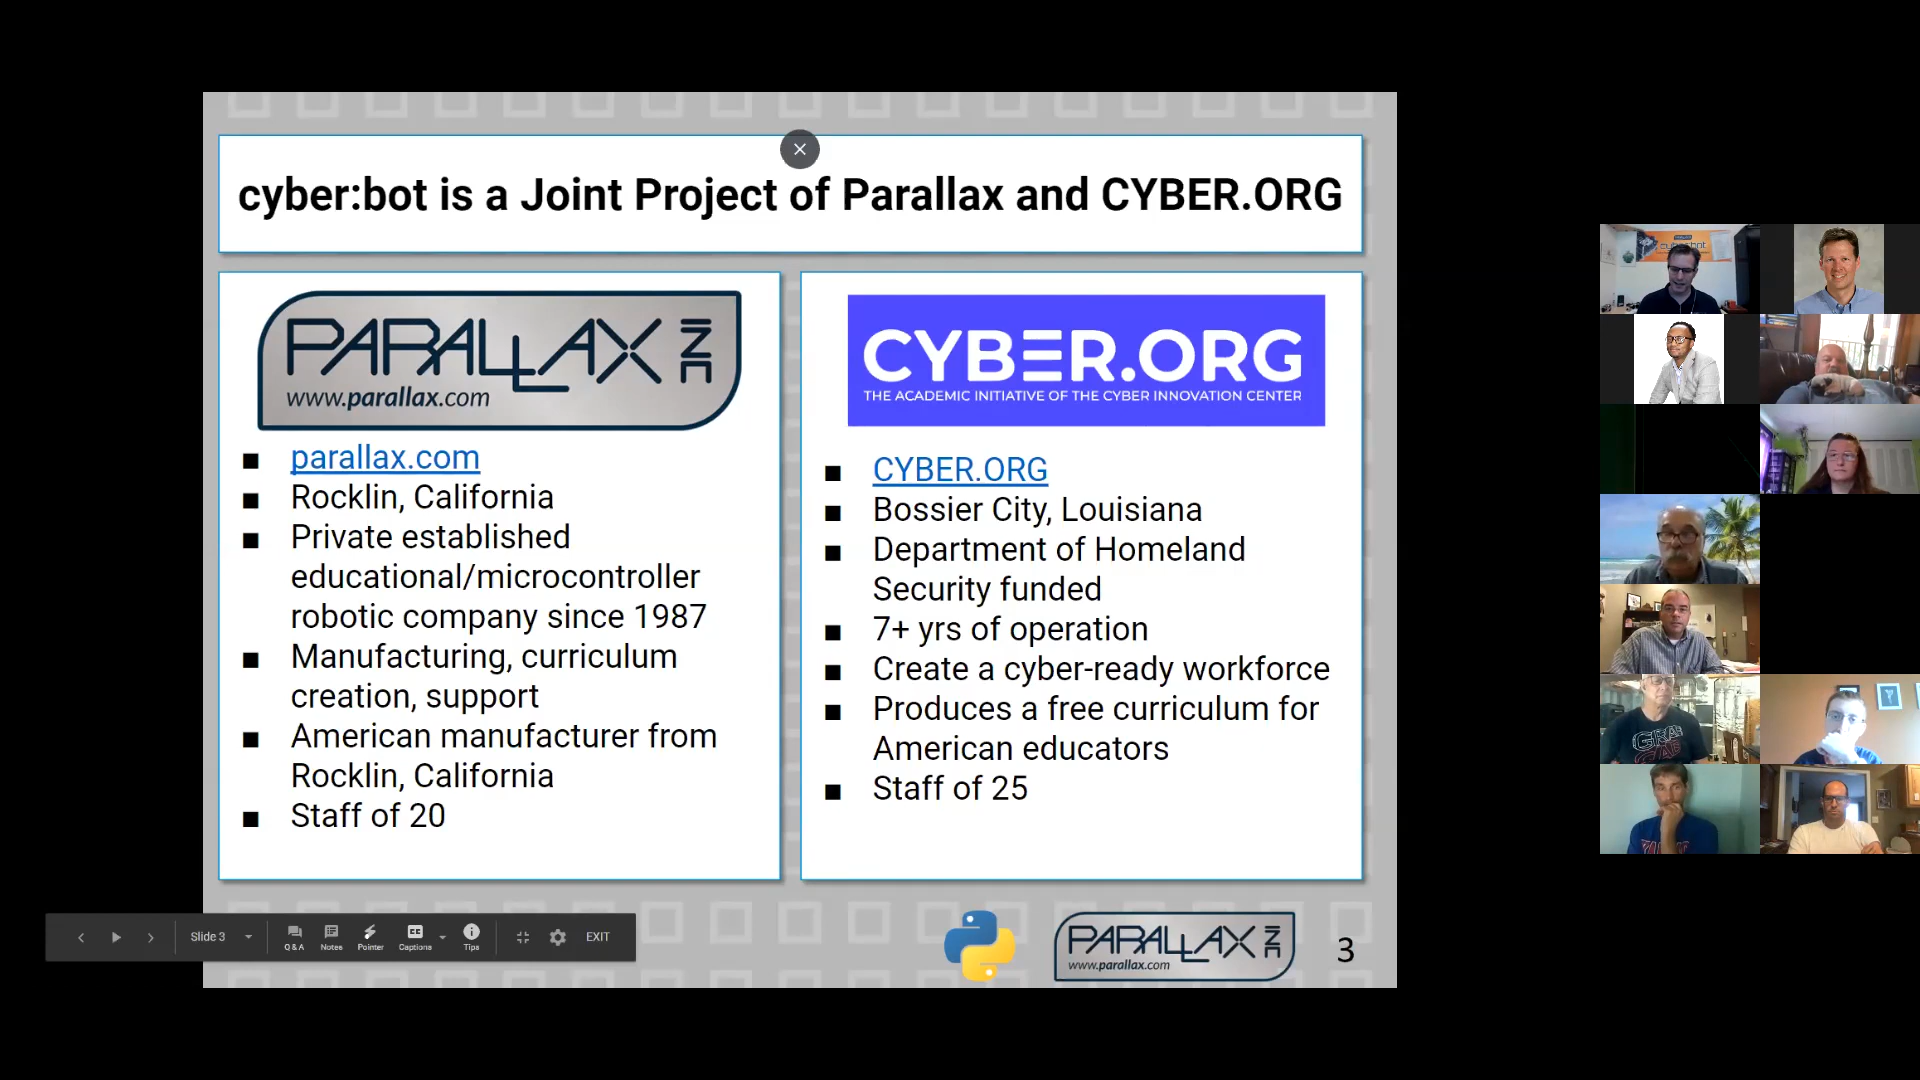 cyber:bot is a Joint Project of Parallax and CYBER.ORG
PARALLAX INC
www.parallax.com
■ parallax.com
■ Rocklin, California
■ Private established
educational/microcontroller
robotic company since 1987
■ Manufacturing, curriculum
creation, support
■ American manufacturer from
Rocklin, California
■ Staff of 20
CYBER.ORG
THE ACADEMIC INITIATIVE OF THE CYBER INNOVATION CENTER
■ CYBER.ORG
■ Bossier City, Louisiana
■ Department of Homeland
Security funded
■ 7+ yrs of operation
■ Create a cyber-ready workforce
■ Produces a free curriculum for
American educators
■ Staff of 25
Slide 3
Q & A
Notes
Pointer
CC
Captions
Tips
EXIT
PARALLAX INC
www.parallax.com
3